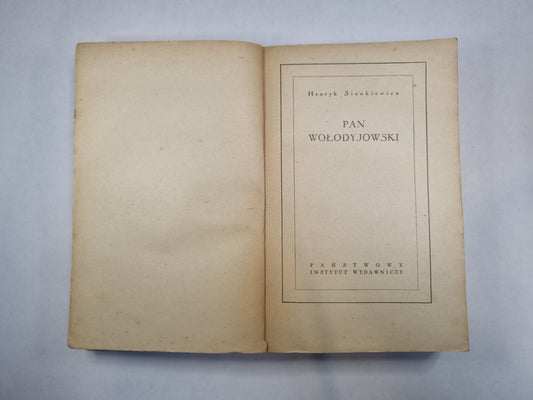 Henryk Sienkiewicz
PAN
WOŁODYJOWSKI
PAŃSTWOWY
INSTYTUT WYDAWNICZY